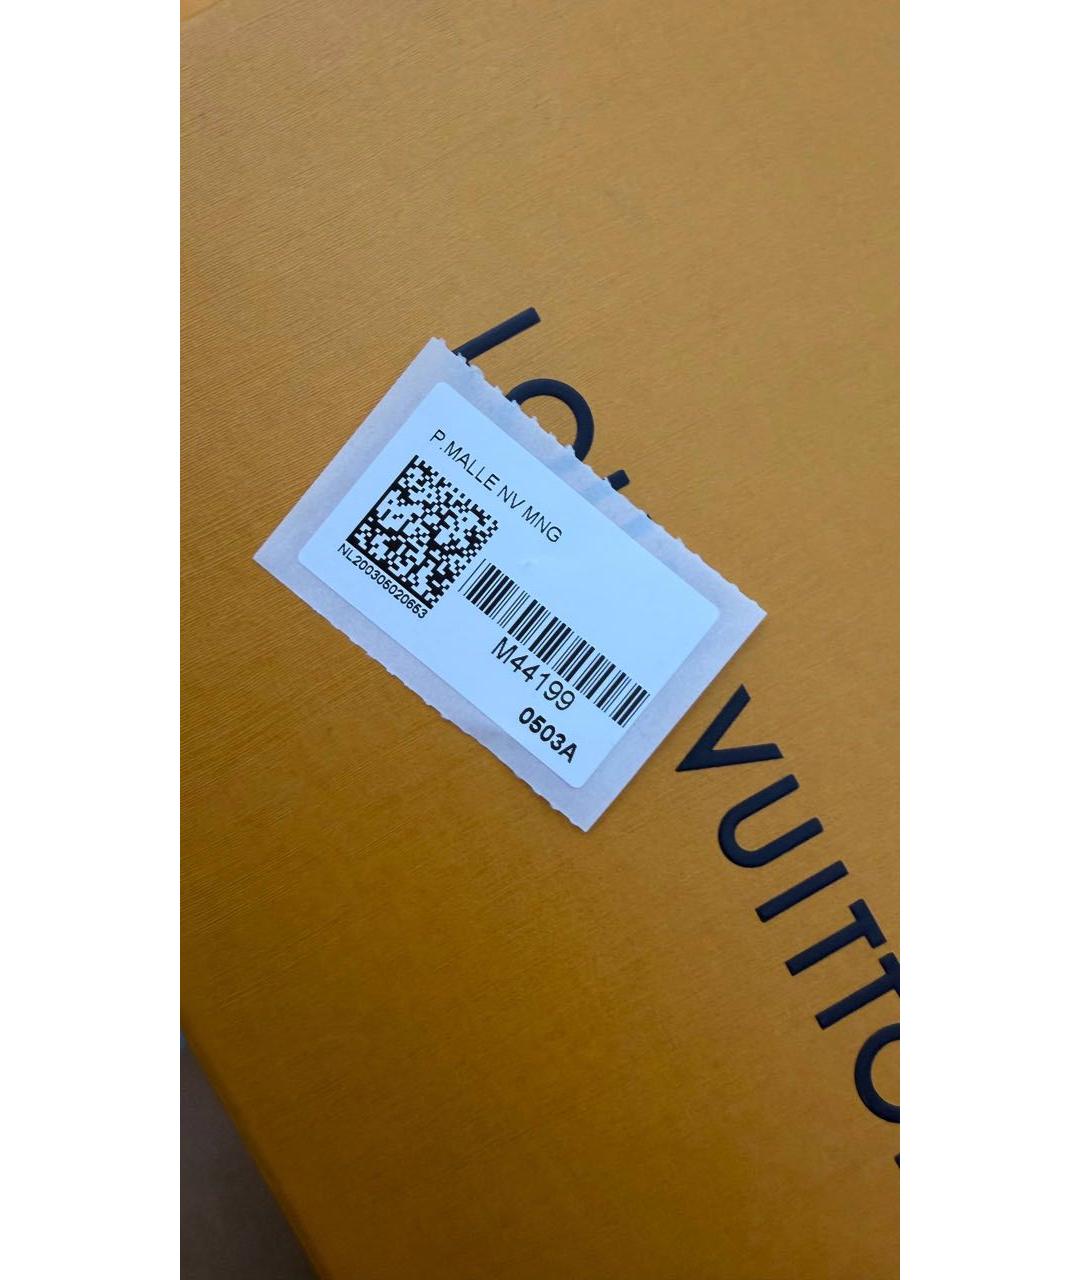 P.MALLE NV MNG
NL200305020653
M44199
0503A
VUITTO